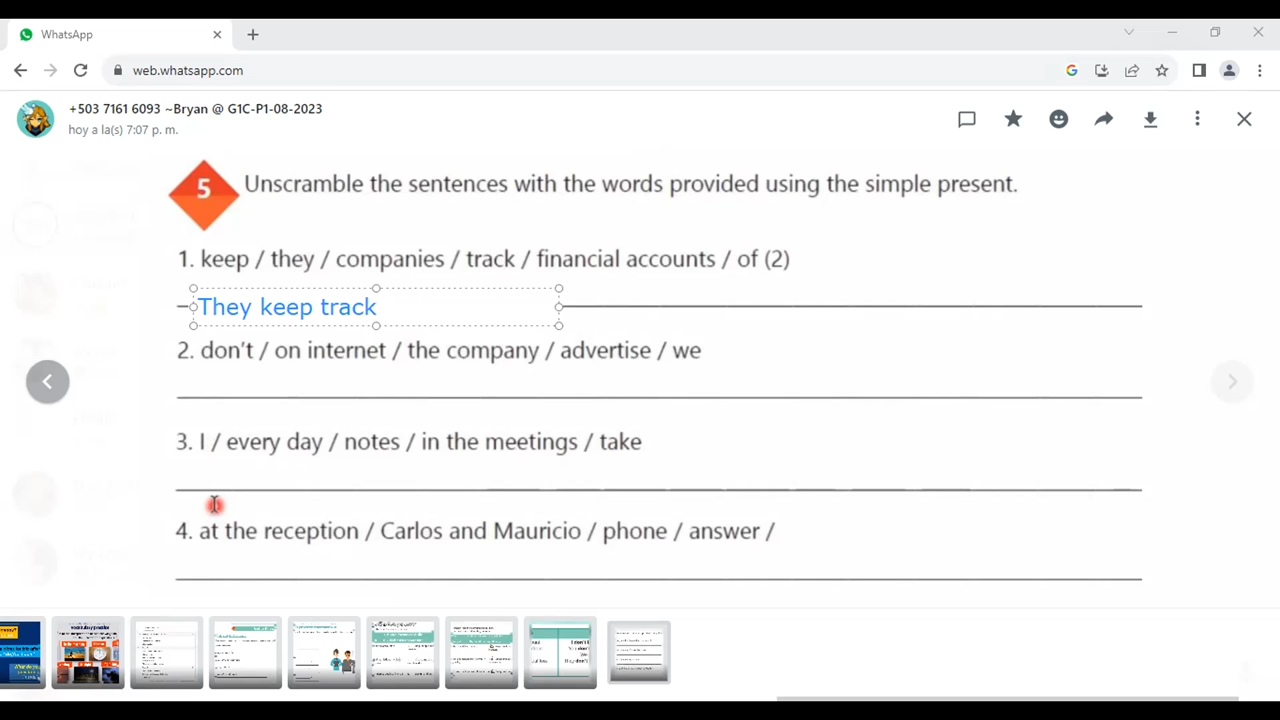 WhatsApp
web.whatsapp.com
+503 7161 6093 ~Bryan @ G1C-P1-08-2023
hoy a la(s) 7:07 p. m.
5 Unscramble the sentences with the words provided using the simple present.
1. keep / they / companies / track / financial accounts / of (2)
They keep track
2. don't / on internet / the company / advertise / we
3. I / every day / notes / in the meetings / take
4. at the reception / Carlos and Mauricio / phone / answer /